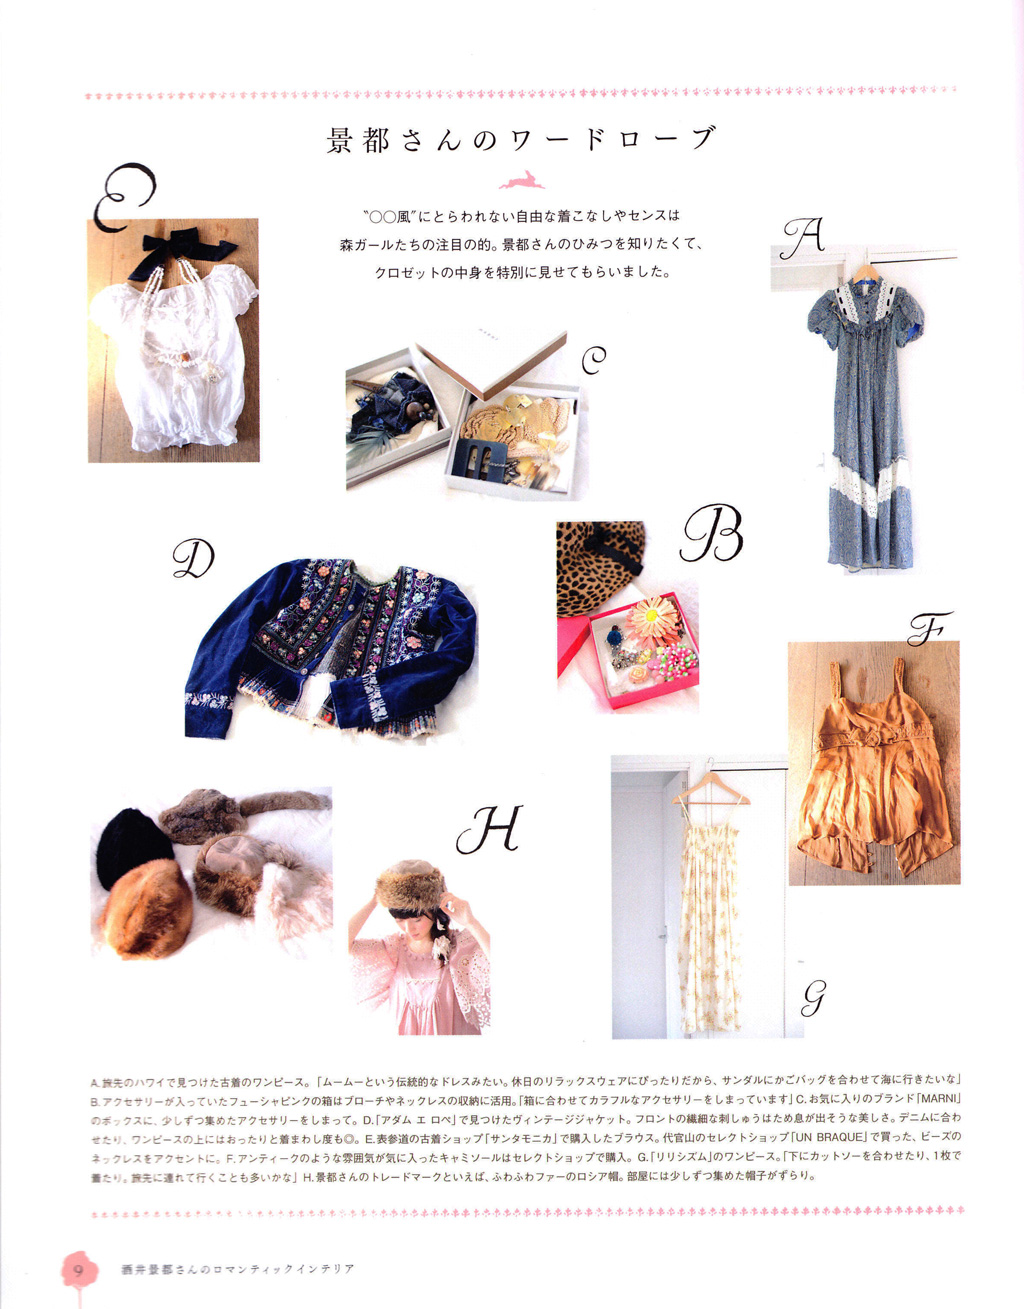 景都さんのワードローブ
“○○風”にとらわれない自由な着こなしやセンスは
森ガールたちの注目の的。景都さんのひみつを知りたくて、
クロゼットの中身を特別に見せてもらいました。
E
A
C
B
D
F
H
G
A.旅先のハワイで見つけた古着のワンピース。「ムームーという伝統的なドレスみたい。休日のリラックスウェアにぴったりだから、サンダルにかごバッグを合わせて海に行きたいな」
B.アクセサリーが入っていたフューシャピンクの箱はブローチやネックレスの収納に活用。「箱に合わせてカラフルなアクセサリーをしまっています」C.お気に入りのブランド「MARNI」
のボックスに、少しずつ集めたアクセサリーをしまって。D.「アダム エ ロペ」で見つけたヴィンテージジャケット。フロントの繊細な刺しゅうはため息が出そうな美しさ。デニムに合わ
せたり、ワンピースの上にはおったりと着まわし度も◎。E.表参道の古着ショップ「サンタモニカ」で購入したブラウス。代官山のセレクトショップ「UN BRAQUE」で買った、ビーズの
ネックレスをアクセントに。F.アンティークのような雰囲気が気に入ったキャミソールはセレクトショップで購入。G.「リリシズム」のワンピース。「下にカットソーを合わせたり、1枚で
着たり。旅先に連れて行くことも多いかな」H.景都さんのトレードマークといえば、ふわふわファーのロシア帽。部屋には少しずつ集めた帽子がずらり。
9 酒井景都さんのロマンティックインテリア